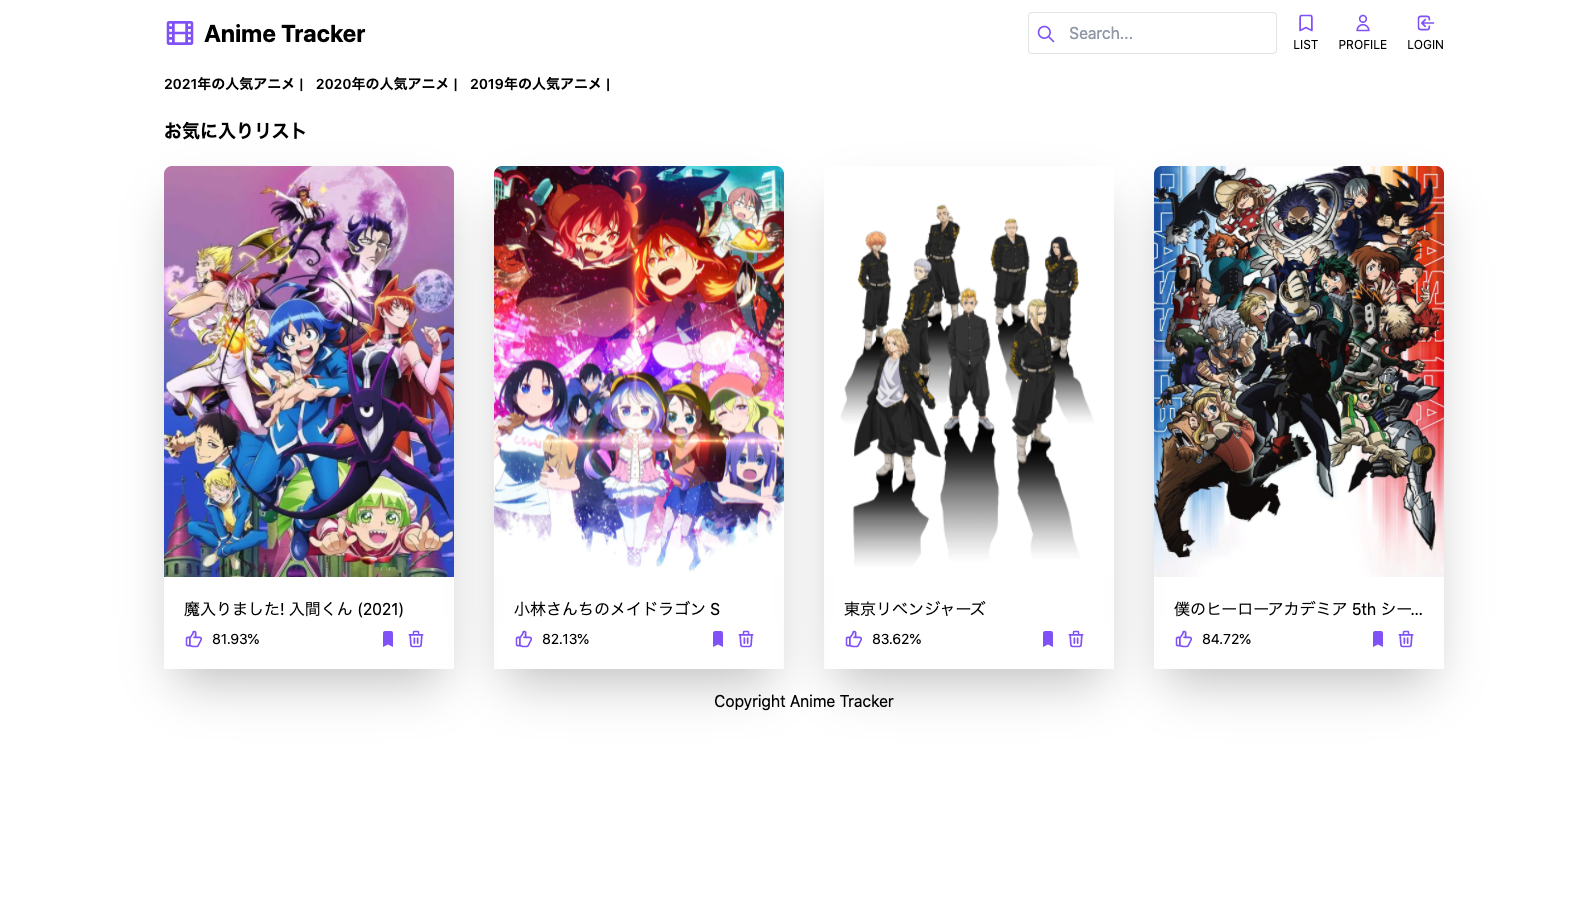 Anime Tracker
Search...
LIST
PROFILE
LOGIN
2021年の人気アニメ | 2020年の人気アニメ | 2019年の人気アニメ |
お気に入りリスト
魔入りました! 入間くん (2021)
81.93%
小林さんちのメイドラゴン S
82.13%
東京リベンジャーズ
83.62%
CLASS 1-B
CLASS 1-A
僕のヒーローアカデミア 5th シー...
84.72%
Copyright Anime Tracker